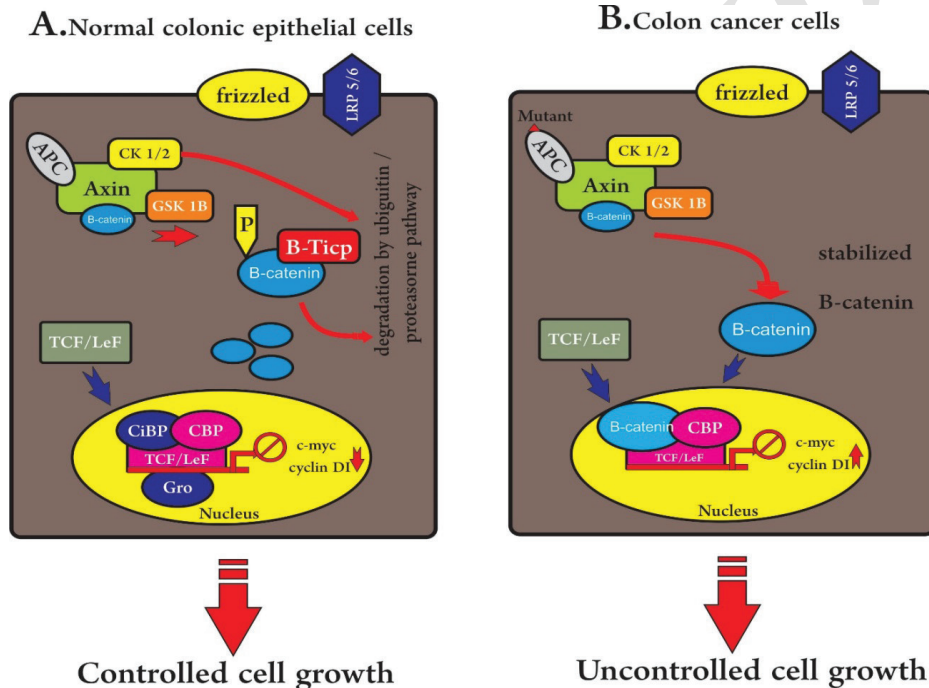 A.Normal colonic epithelial cells
frizzled
LRP 5/6
APC
CK 1/2
Axin
GSK 1B
B-catenin
P
B-Ticp
B-catenin
degradation by ubiguitin /
proteasorne pathway
TCF/LeF
CiBP
CBP
TCF/LeF
c-myc
cyclin DI
Gro
Nucleus
Controlled cell growth
B.Colon cancer cells
frizzled
LRP 5/6
Mutant
APC
CK 1/2
Axin
GSK 1B
B-catenin
stabilized
B-catenin
B-catenin
TCF/LeF
B-catenin
CBP
TCF/LeF
c-myc
cyclin DI
Nucleus
Uncontrolled cell growth